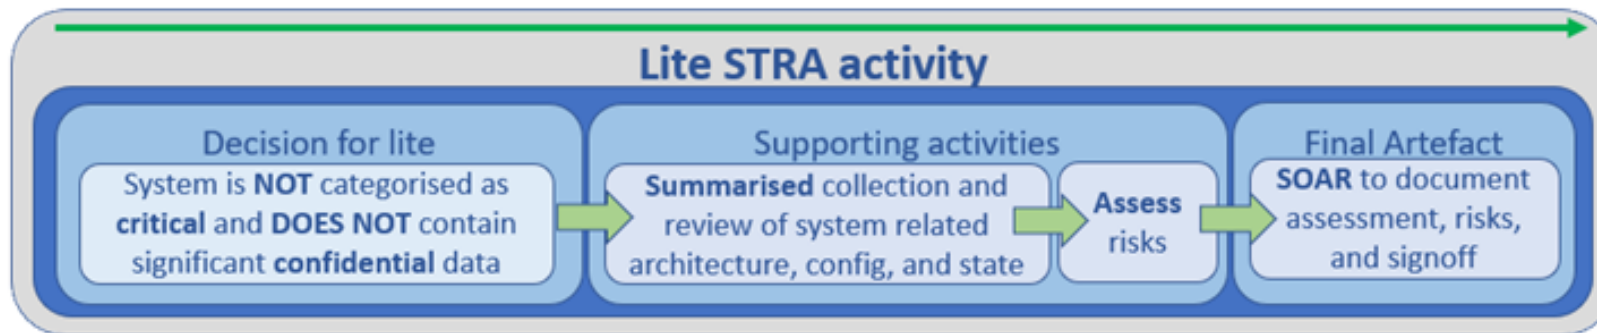 Lite STRA activity
Decision for lite
System is NOT categorised as
critical and DOES NOT contain
significant confidential data
Supporting activities
Summarised collection and
review of system related
architecture, config, and state
Assess
risks
Final Artefact
SOAR to document
assessment, risks,
and signoff